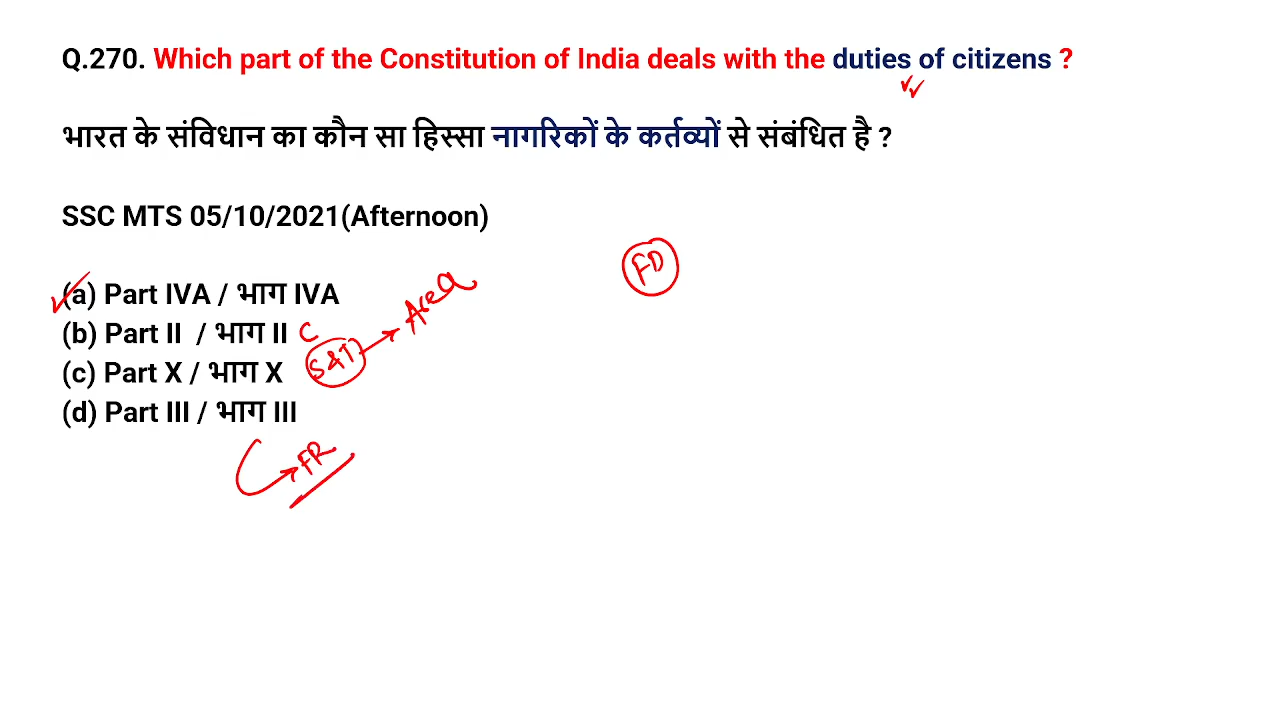 Q.270. Which part of the Constitution of India deals with the duties of citizens ?
भारत के संविधान का कौन सा हिस्सा नागरिकों के कर्तव्यों से संबंधित है ?
SSC MTS 05/10/2021(Afternoon)
FD
(a) Part IVA / भाग IVA
Area
(b) Part II / भाग II C
(c) Part X / भाग X S&T
(d) Part III / भाग III
FR